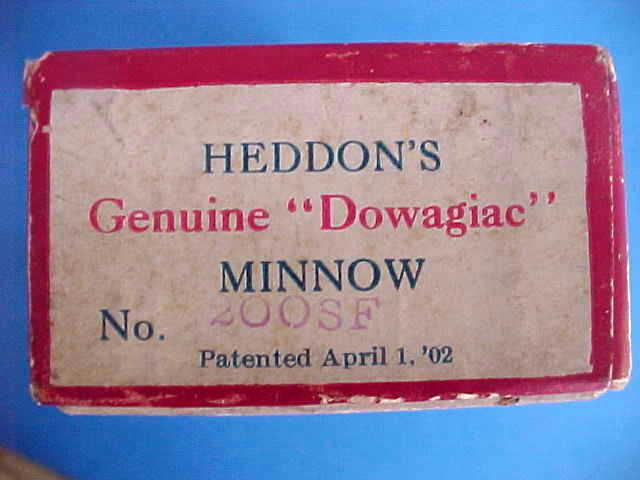 HEDDON'S
Genuine "Dowagiac"
MINNOW
No. 200SF
Patented April 1, '02